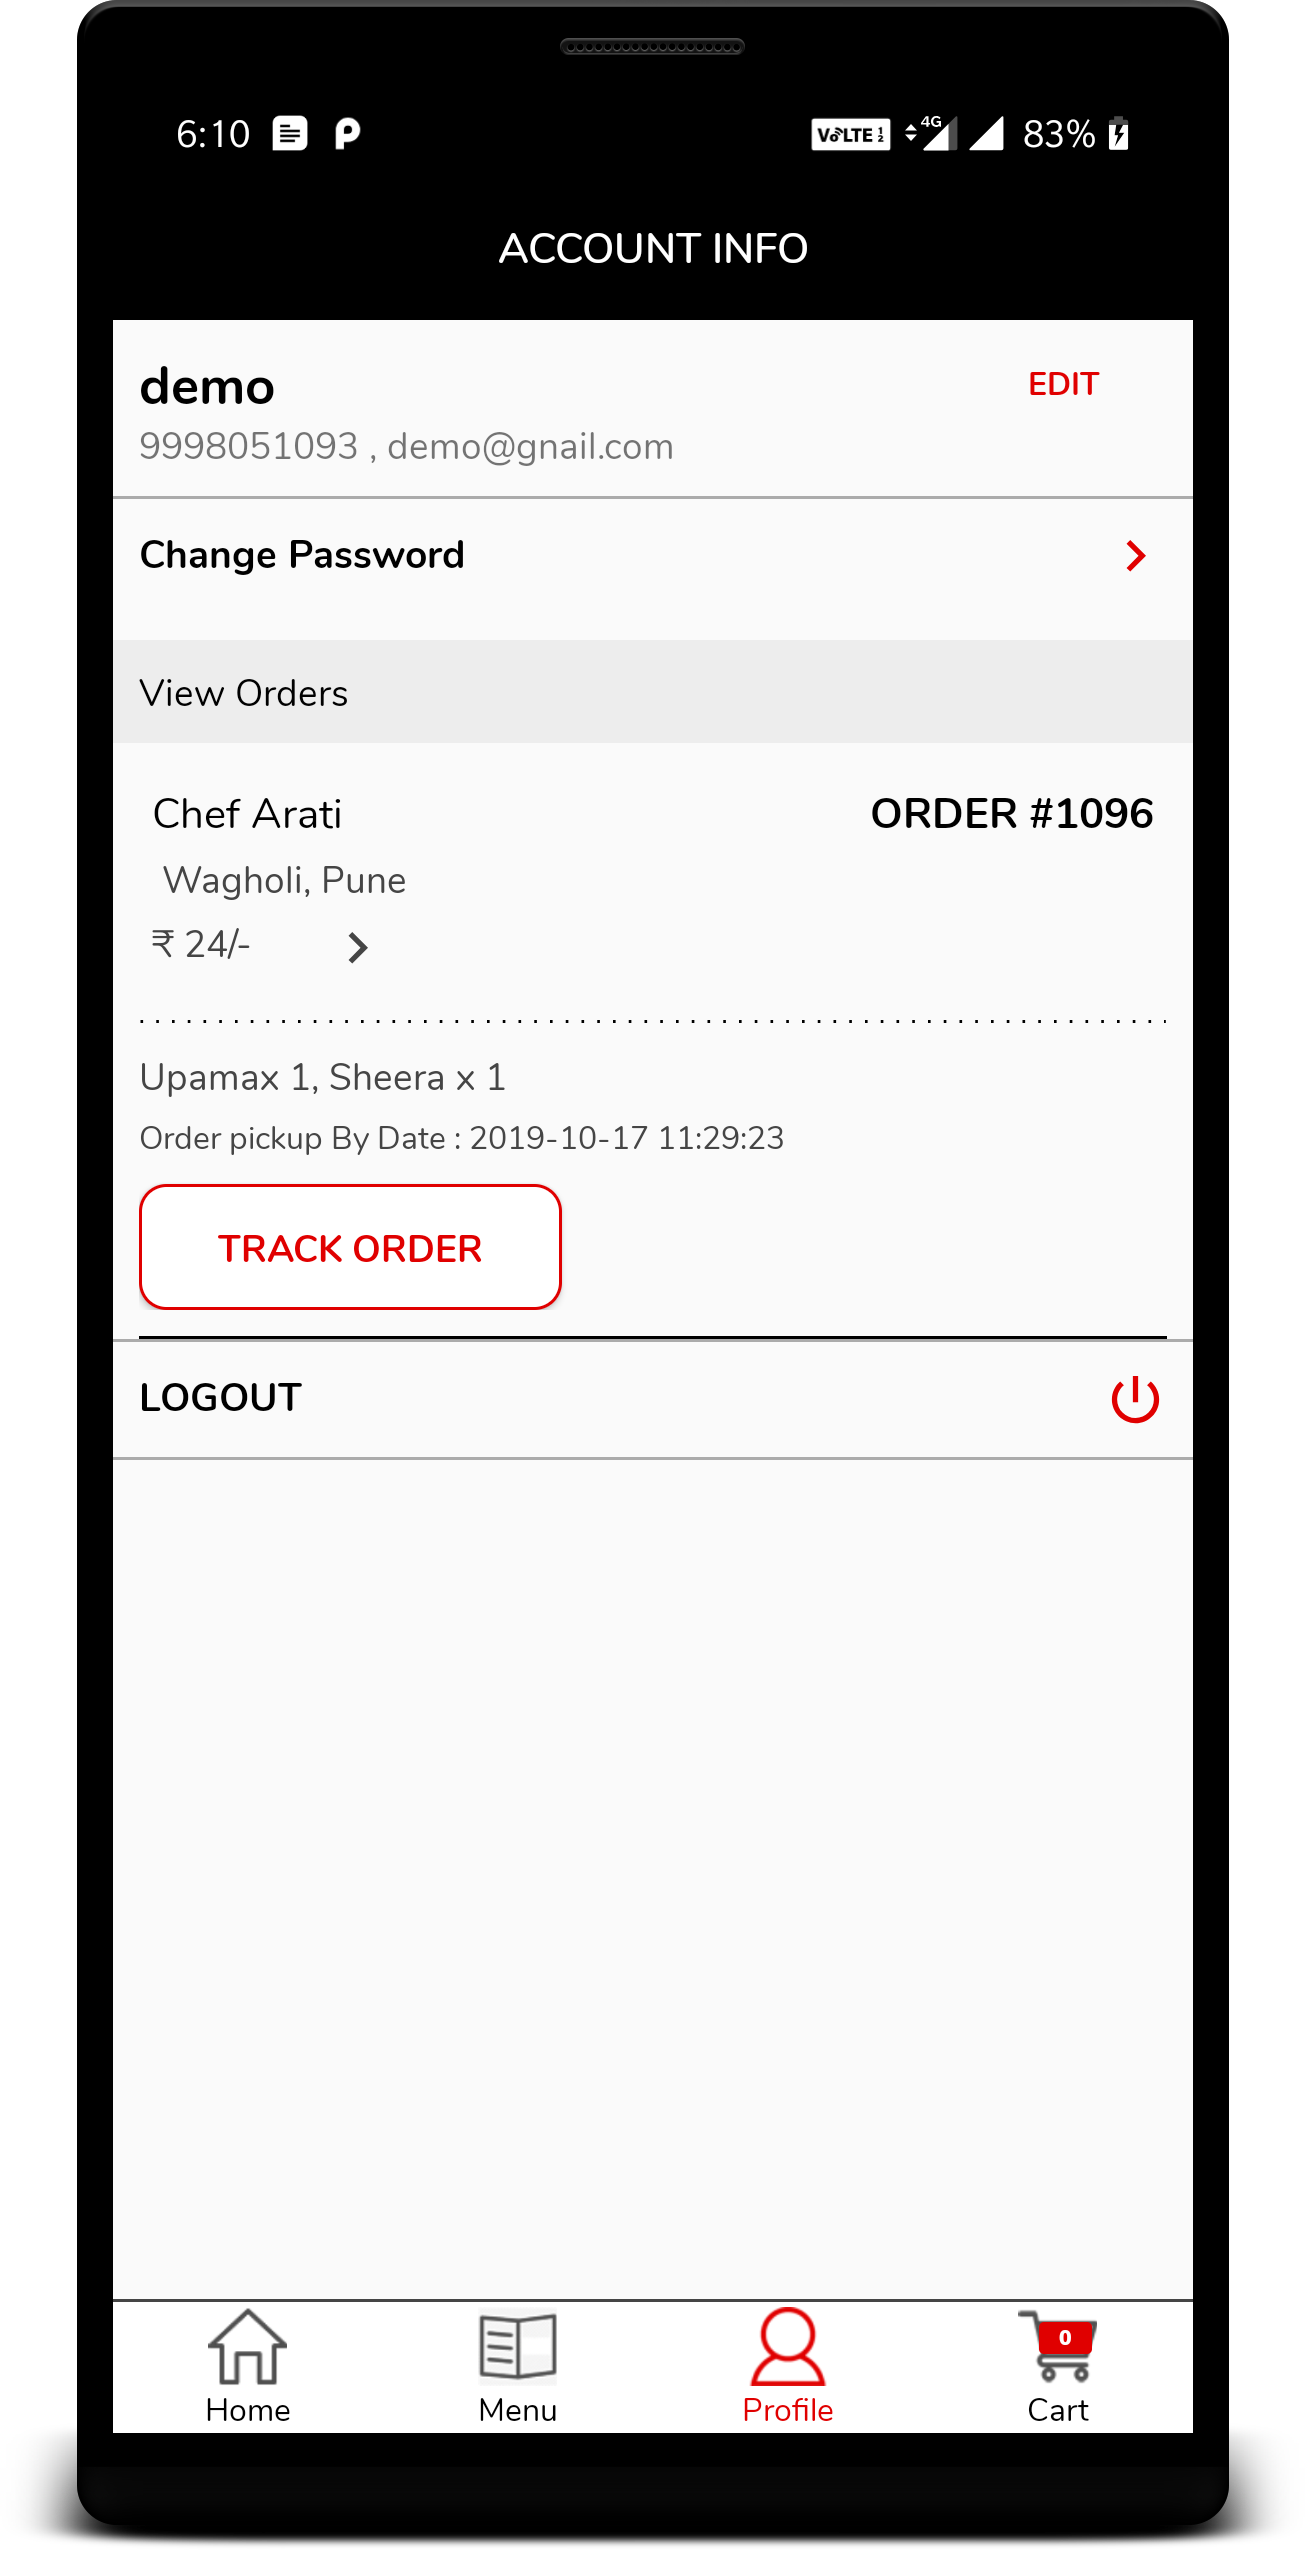 6:10 VoLTE 1 2 4G 83%
ACCOUNT INFO
demo EDIT
9998051093 , demo@gnail.com
Change Password
View Orders
Chef Arati ORDER #1096
Wagholi, Pune
₹ 24/-
Upamax 1, Sheera x 1
Order pickup By Date : 2019-10-17 11:29:23
TRACK ORDER
LOGOUT
0
Home Menu Profile Cart